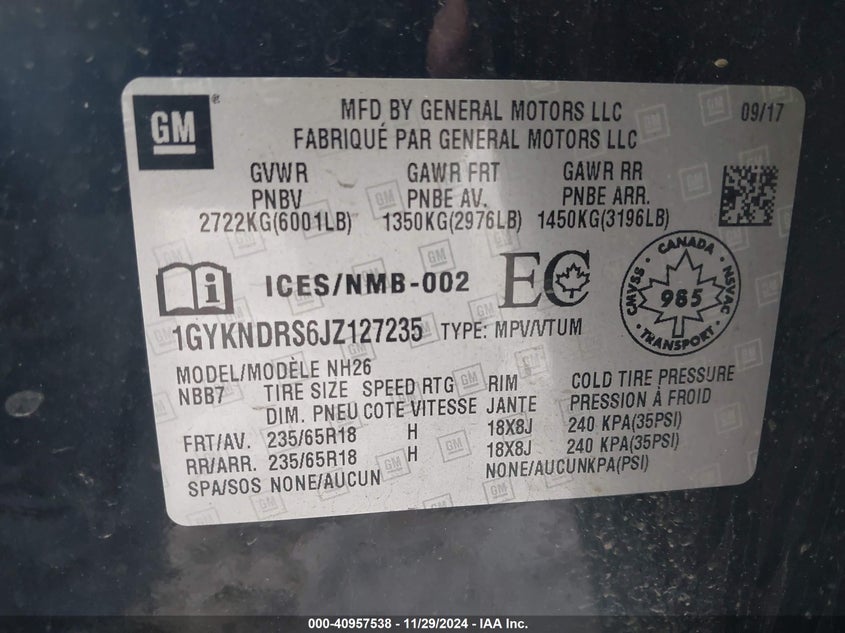 GM®
MFD BY GENERAL MOTORS LLC 09/17
FABRIQUÉ PAR GENERAL MOTORS LLC
GVWR GAWR FRT GAWR RR
PNBV PNBE AV. PNBE ARR.
2722KG(6001LB) 1350KG(2976LB) 1450KG(3196LB)
i ICES/NMB-002 EC
CANADA
CMVSS 985 NSVAC
TRANSPORT
1GYKNDRS6JZ127235 TYPE: MPV/VTUM
MODEL/MODÈLE NH26
NBB7 TIRE SIZE SPEED RTG RIM COLD TIRE PRESSURE
DIM. PNEU COTE VITESSE JANTE PRESSION À FROID
FRT/AV. 235/65R18 H 18X8J 240 KPA(35PSI)
RR/ARR. 235/65R18 H 18X8J 240 KPA(35PSI)
SPA/SOS NONE/AUCUN NONE/AUCUNKPA(PSI)
000-40957538 - 11/29/2024 - IAA Inc.